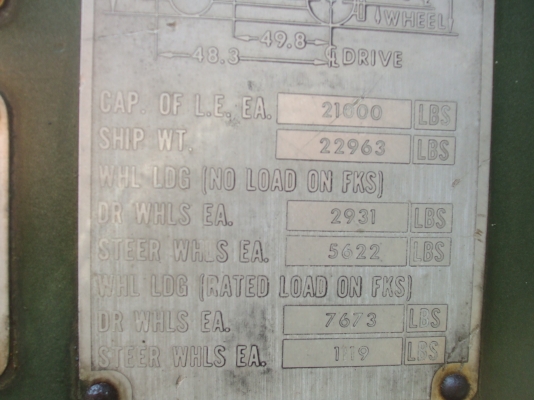 WHEEL
49.8
48.3 ℄ DRIVE
CAP. OF L.E. EA. 21000 LBS
SHIP WT. 22963 LBS
WHL LDG (NO LOAD ON FKS)
DR WHLS EA. 2931 LBS
STEER WHLS EA. 5622 LBS
WHL LDG (RATED LOAD ON FKS)
DR WHLS EA. 7673 LBS
STEER WHLS EA. LBS